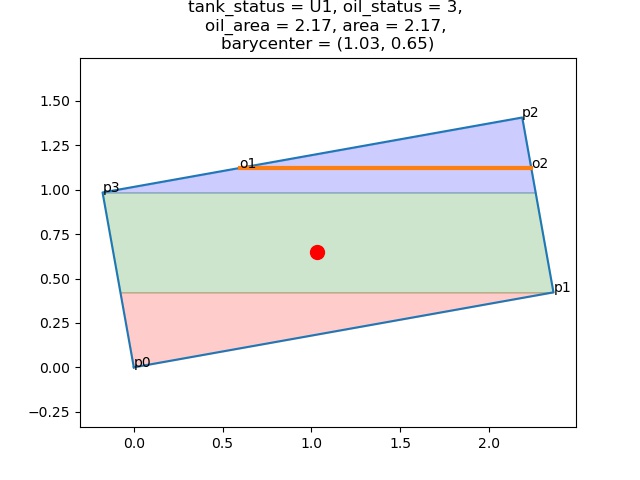 tank_status = U1, oil_status = 3,
oil_area = 2.17, area = 2.17,
barycenter = (1.03, 0.65)
1.50
1.25
1.00
0.75
0.50
0.25
0.00
−0.25
p2
o1
o2
p3
p1
p0
0.0
0.5
1.0
1.5
2.0